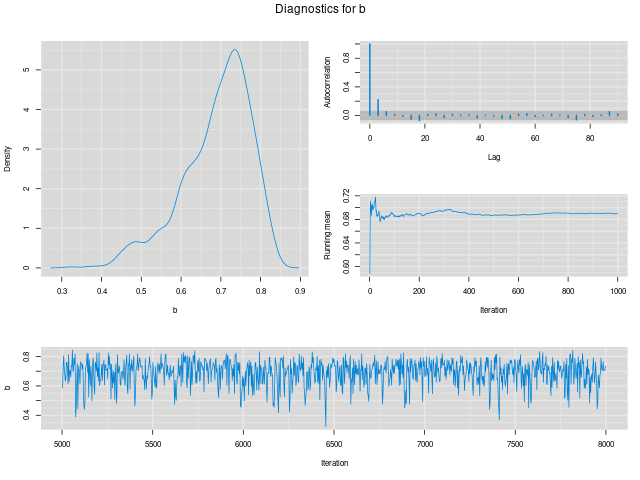 Diagnostics for b
Density
0 1 2 3 4 5
0.3 0.4 0.5 0.6 0.7 0.8 0.9
b
Autocorrelation
0.0 0.4 0.8
0 20 40 60 80
Lag
Running mean
0.60 0.64 0.68 0.72
0 200 400 600 800 1000
Iteration
b
0.4 0.6 0.8
5000 5500 6000 6500 7000 7500 8000
Iteration